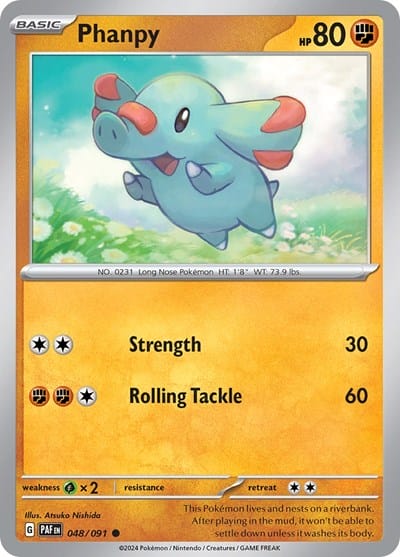 BASIC
Phanpy
HP 80
NO. 0231 Long Nose Pokémon HT: 1'8" WT: 73.9 lbs.
Strength 30
Rolling Tackle 60
weakness ×2 resistance retreat
Illus. Atsuko Nishida
G PAF EN 048/091
This Pokémon lives and nests on a riverbank.
After playing in the mud, it won't be able to
settle down unless it washes its body.
©2024 Pokémon / Nintendo / Creatures / GAME FREAK